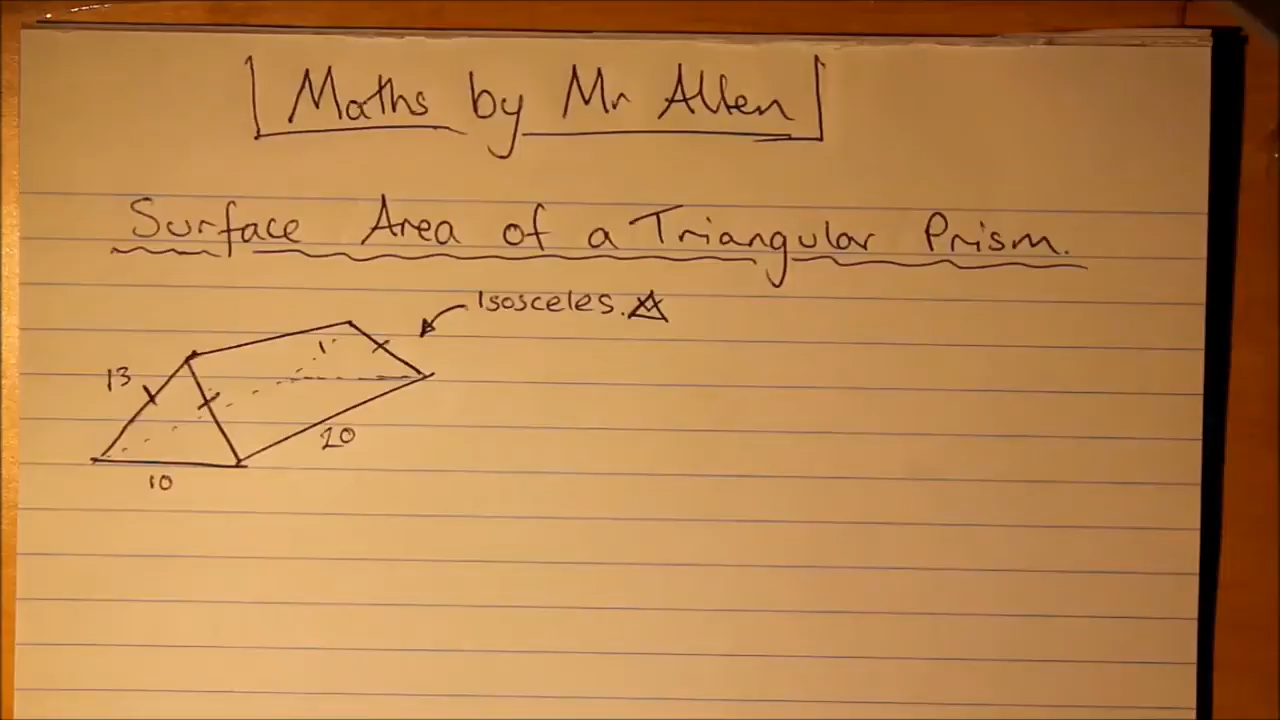 Maths by Mr Allen
Surface Area of a Triangular Prism.
Isosceles.
13
20
10